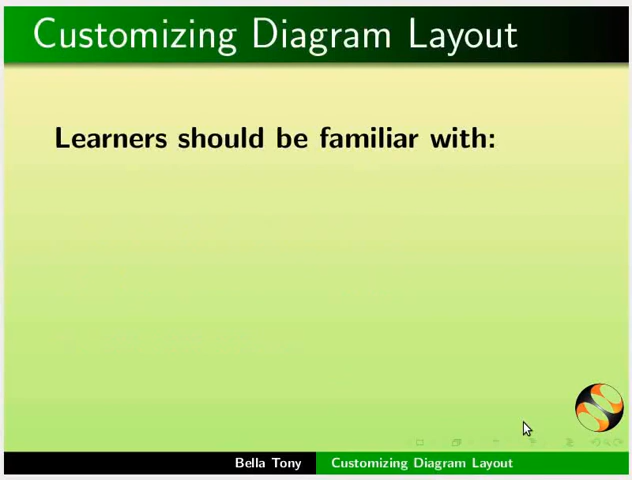 Customizing Diagram Layout
Learners should be familiar with:
Bella Tony
Customizing Diagram Layout